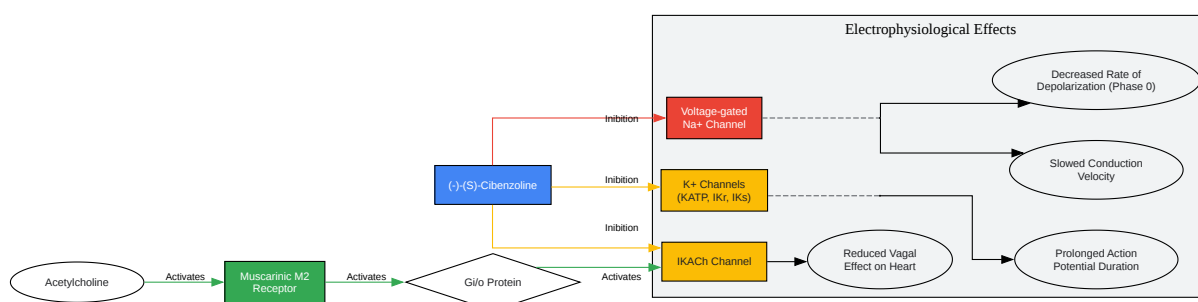 Electrophysiological Effects
Decreased Rate of
Depolarization (Phase 0)
Voltage-gated
Na+ Channel
Inibition
Slowed Conduction
Velocity
(-)-(S)-Cibenzoline
Inibition
K+ Channels
(KATP, IKr, IKs)
Inibition
Acetylcholine
Activates
Muscarinic M2
Receptor
Activates
Gi/o Protein
Activates
IKACh Channel
Reduced Vagal
Effect on Heart
Prolonged Action
Potential Duration